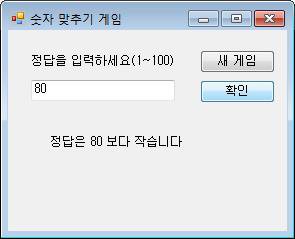 숫자 맞추기 게임
정답을 입력하세요(1~100)
새 게임
80
확인
정답은 80 보다 작습니다